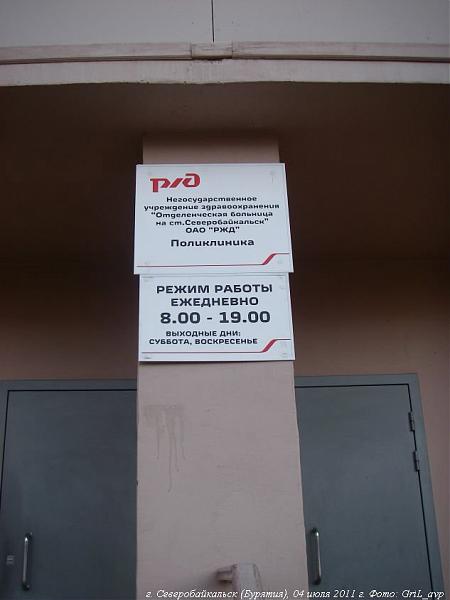 РЖД
Негосударственное
учреждение здравоохранения
"Отделенческая больница
на ст.Северобайкальск"
ОАО "РЖД"
Поликлиника
РЕЖИМ РАБОТЫ
ЕЖЕДНЕВНО
8.00 - 19.00
ВЫХОДНЫЕ ДНИ:
СУББОТА, ВОСКРЕСЕНЬЕ
г. Северобайкальск (Бурятия), 04 июля 2011 г. Фото: GriL_avp